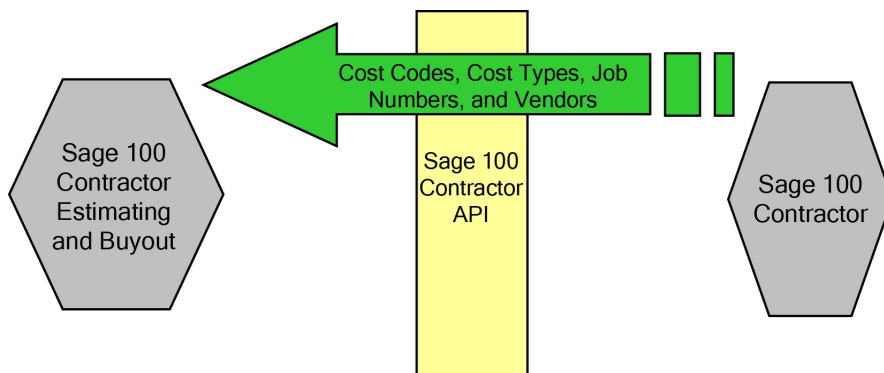 Cost Codes, Cost Types, Job
Numbers, and Vendors
Sage 100
Contractor
Estimating
and Buyout
Sage 100
Contractor
API
Sage 100
Contractor